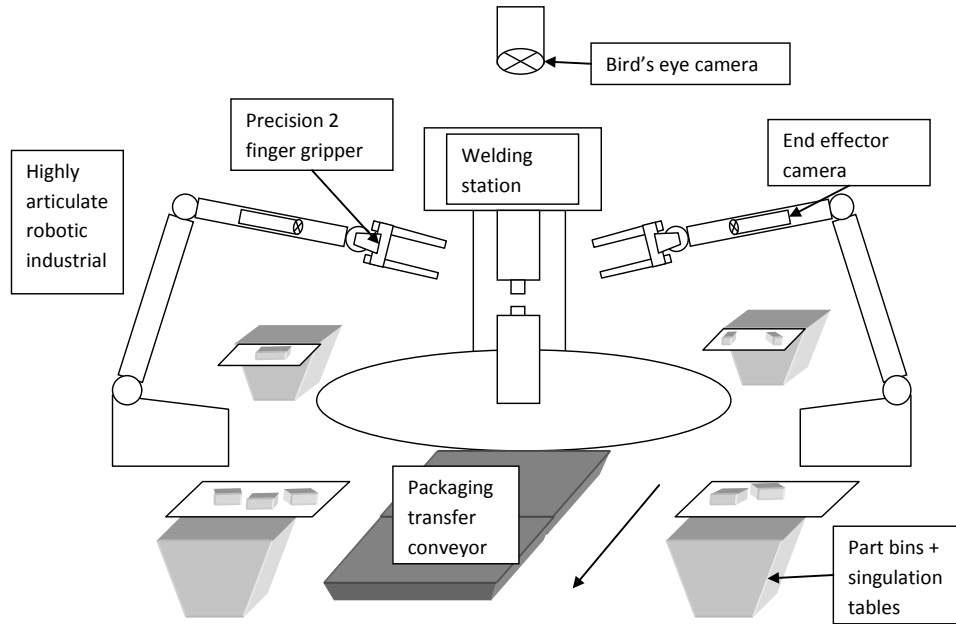 Bird's eye camera
Precision 2
finger gripper
Welding
station
End effector
camera
Highly
articulate
robotic
industrial
Packaging
transfer
conveyor
Part bins +
singulation
tables